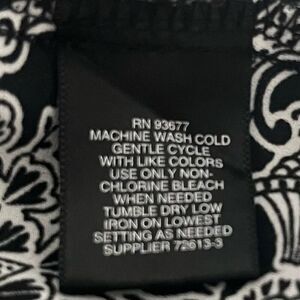 RN 93677
MACHINE WASH COLD
GENTLE CYCLE
WITH LIKE COLORS
USE ONLY NON-
CHLORINE BLEACH
WHEN NEEDED
TUMBLE DRY LOW
IRON ON LOWEST
SETTING AS NEEDED
SUPPLIER 72613-3